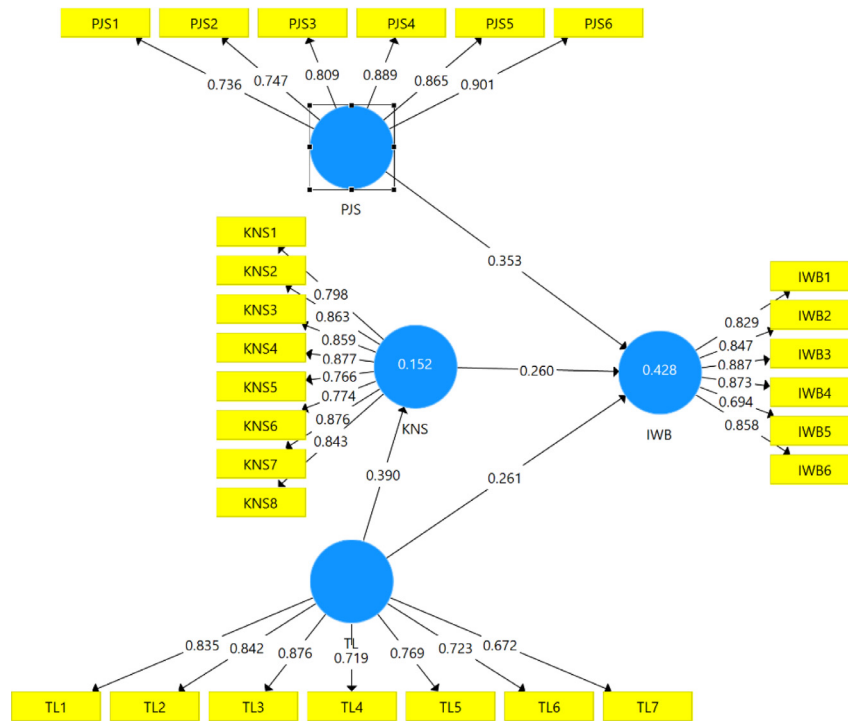 PJS1 PJS2 PJS3 PJS4 PJS5 PJS6
0.736 0.747 0.809 0.889 0.865 0.901
PJS
0.353
KNS1
KNS2
KNS3
KNS4
KNS5
KNS6
KNS7
KNS8
0.798
0.863
0.859
0.877
0.766
0.774
0.876
0.843
0.152
KNS
0.260
0.390
0.261
0.428
IWB
0.829
0.847
0.887
0.873
0.694
0.858
IWB1
IWB2
IWB3
IWB4
IWB5
IWB6
TL
0.835 0.842 0.876 0.719 0.769 0.723 0.672
TL1 TL2 TL3 TL4 TL5 TL6 TL7